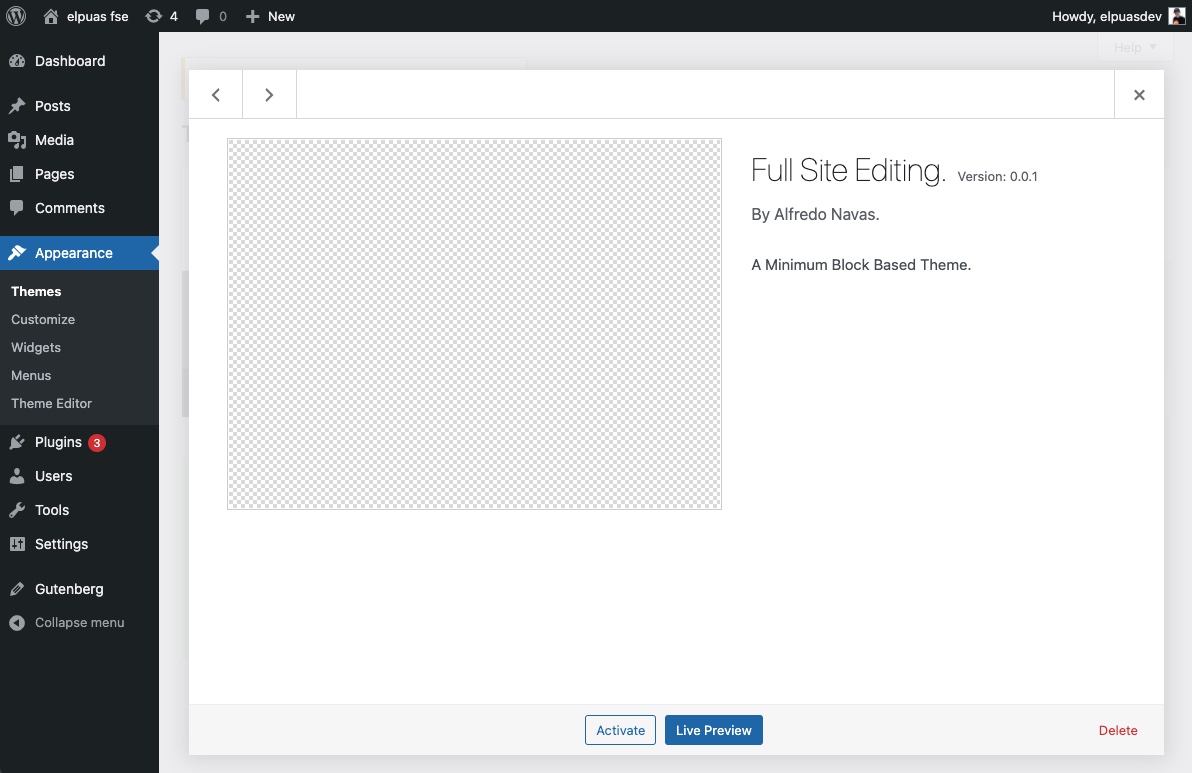 elpuas fse
4
0
New
Howdy, elpuasdev
Help
Dashboard
Posts
Media
Pages
Comments
Appearance
Themes
Customize
Widgets
Menus
Theme Editor
Plugins 3
Users
Tools
Settings
Gutenberg
Collapse menu
Full Site Editing. Version: 0.0.1
By Alfredo Navas.
A Minimum Block Based Theme.
Activate
Live Preview
Delete